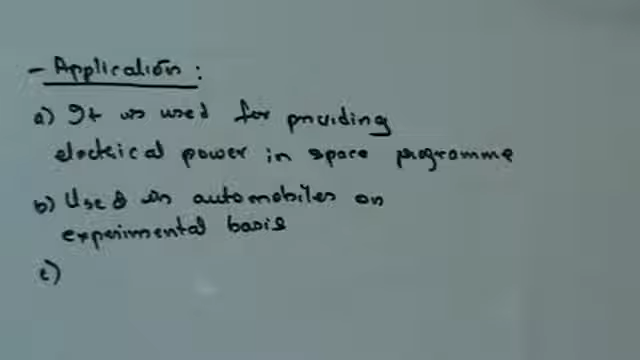 - Application :
a) It is used for providing
electrical power in space programme
b) Used in automobiles on
experimental basis
c)